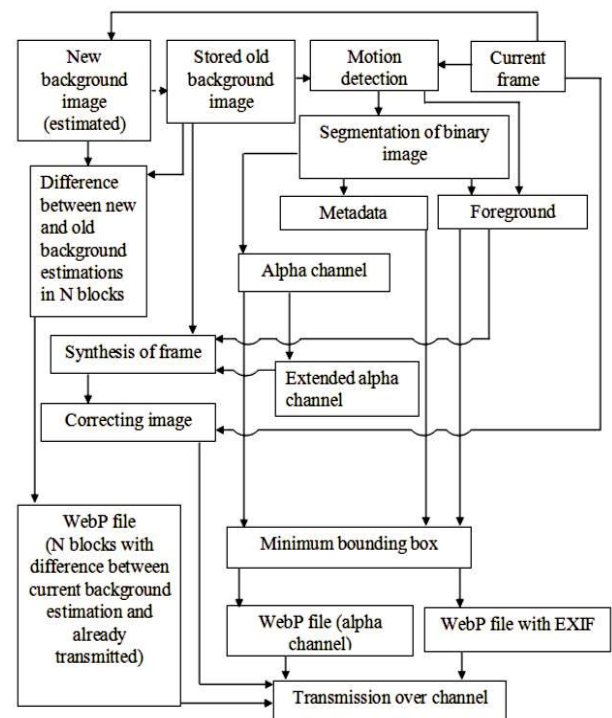 New
background
image
(estimated)
Stored old
background
image
Motion
detection
Current
frame
Segmentation of binary
image
Difference
between new
and old
background
estimations
in N blocks
Metadata
Foreground
Alpha channel
Synthesis of frame
Extended alpha
channel
Correcting image
WebP file
(N blocks with
difference between
current background
estimation and
already
transmitted)
Minimum bounding box
WebP file (alpha
channel)
WebP file with EXIF
Transmission over channel